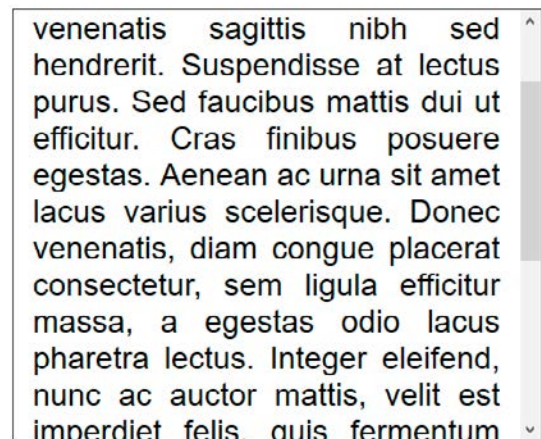 venenatis sagittis nibh sed
hendrerit. Suspendisse at lectus
purus. Sed faucibus mattis dui ut
efficitur. Cras finibus posuere
egestas. Aenean ac urna sit amet
lacus varius scelerisque. Donec
venenatis, diam congue placerat
consectetur, sem ligula efficitur
massa, a egestas odio lacus
pharetra lectus. Integer eleifend,
nunc ac auctor mattis, velit est
imperdiet felis, quis fermentum